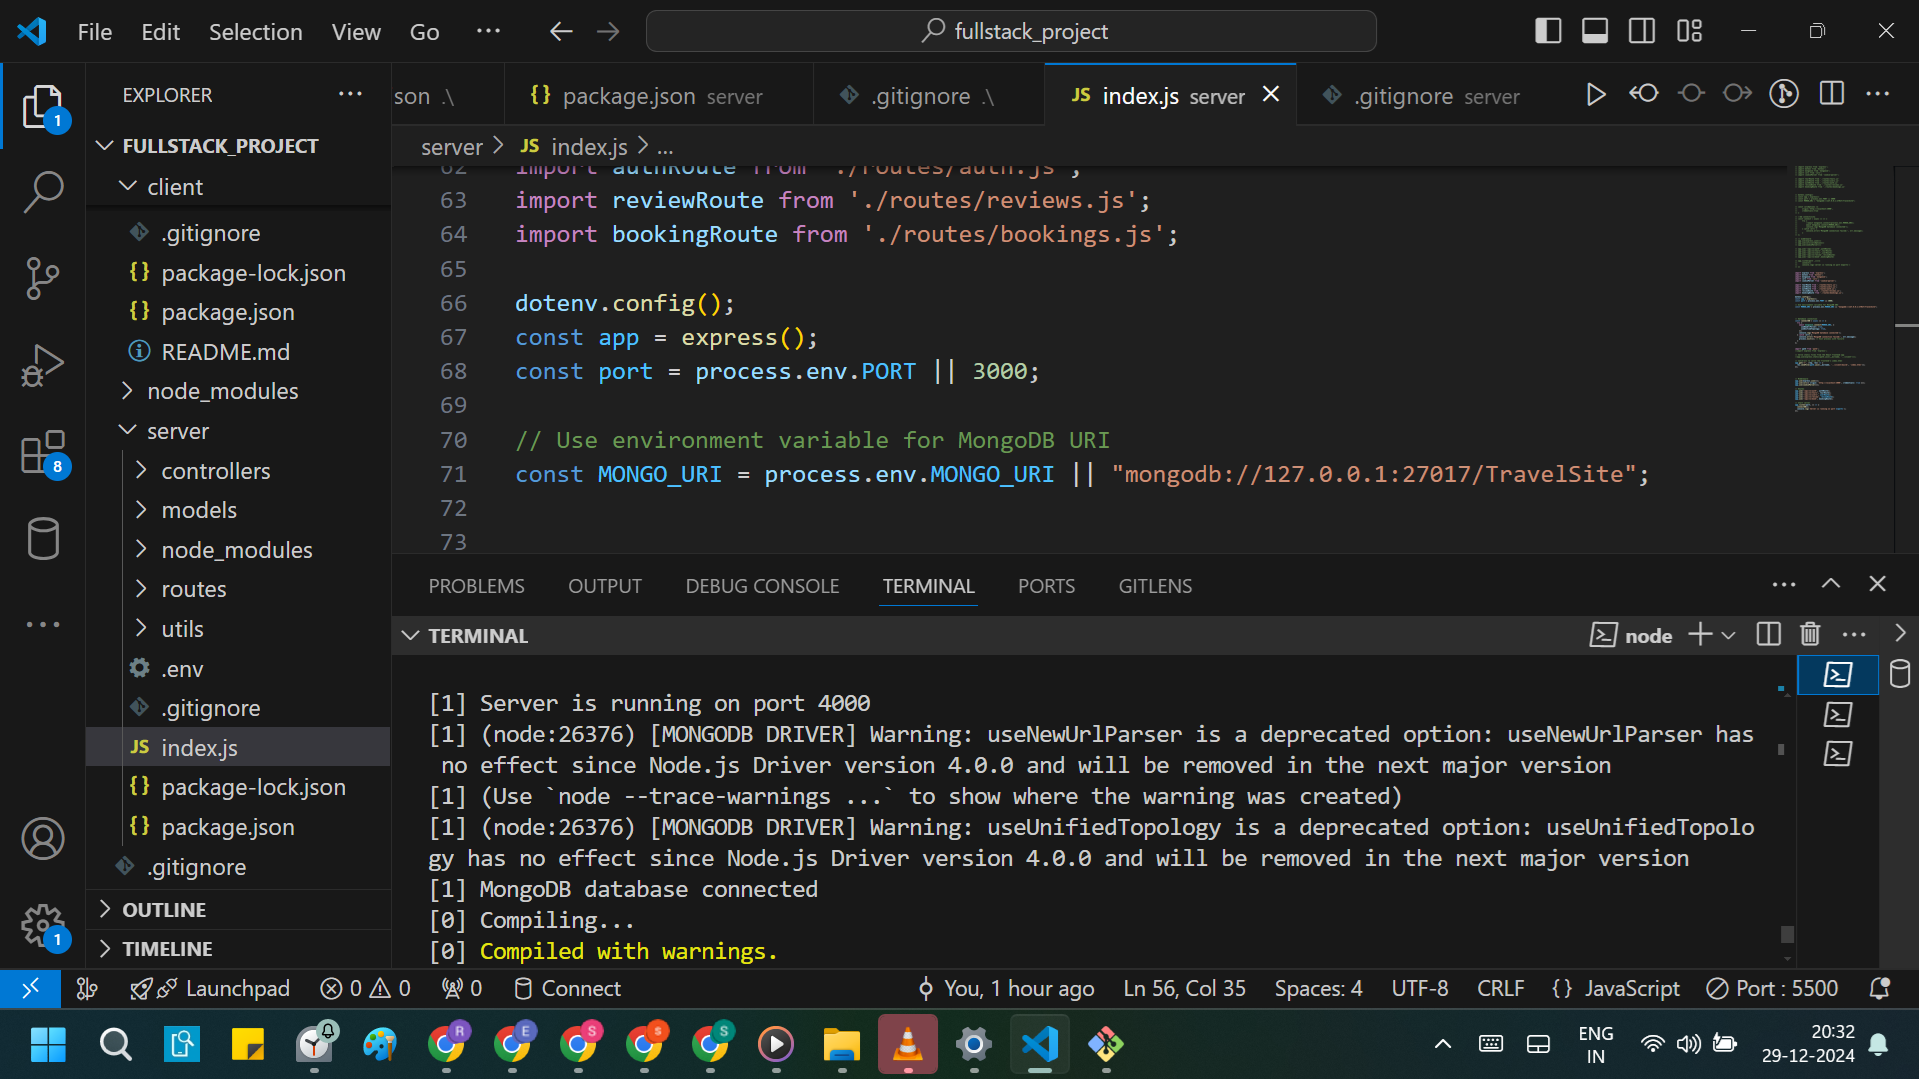 File Edit Selection View Go ··· fullstack_project
EXPLORER
FULLSTACK_PROJECT
client
.gitignore
package-lock.json
package.json
README.md
node_modules
server
controllers
models
node_modules
routes
utils
.env
.gitignore
index.js
package-lock.json
package.json
.gitignore
OUTLINE
TIMELINE
1
8
1
son .\ {} package.json server .gitignore .\ JS index.js server .gitignore server
server > JS index.js > ...
62 import authRoute from './routes/auth.js';
63 import reviewRoute from './routes/reviews.js';
64 import bookingRoute from './routes/bookings.js';
65
66 dotenv.config();
67 const app = express();
68 const port = process.env.PORT || 3000;
69
70 // Use environment variable for MongoDB URI
71 const MONGO_URI = process.env.MONGO_URI || "mongodb://127.0.0.1:27017/TravelSite";
72
73
PROBLEMS OUTPUT DEBUG CONSOLE TERMINAL PORTS GITLENS
TERMINAL node
[1] Server is running on port 4000
[1] (node:26376) [MONGODB DRIVER] Warning: useNewUrlParser is a deprecated option: useNewUrlParser has
no effect since Node.js Driver version 4.0.0 and will be removed in the next major version
[1] (Use `node --trace-warnings ...` to show where the warning was created)
[1] (node:26376) [MONGODB DRIVER] Warning: useUnifiedTopology is a deprecated option: useUnifiedTopolo
gy has no effect since Node.js Driver version 4.0.0 and will be removed in the next major version
[1] MongoDB database connected
[0] Compiling...
[0] Compiled with warnings.
Launchpad 0 0 0 Connect You, 1 hour ago Ln 56, Col 35 Spaces: 4 UTF-8 CRLF {} JavaScript Port : 5500
R E S S S
ENG
IN
20:32
29-12-2024